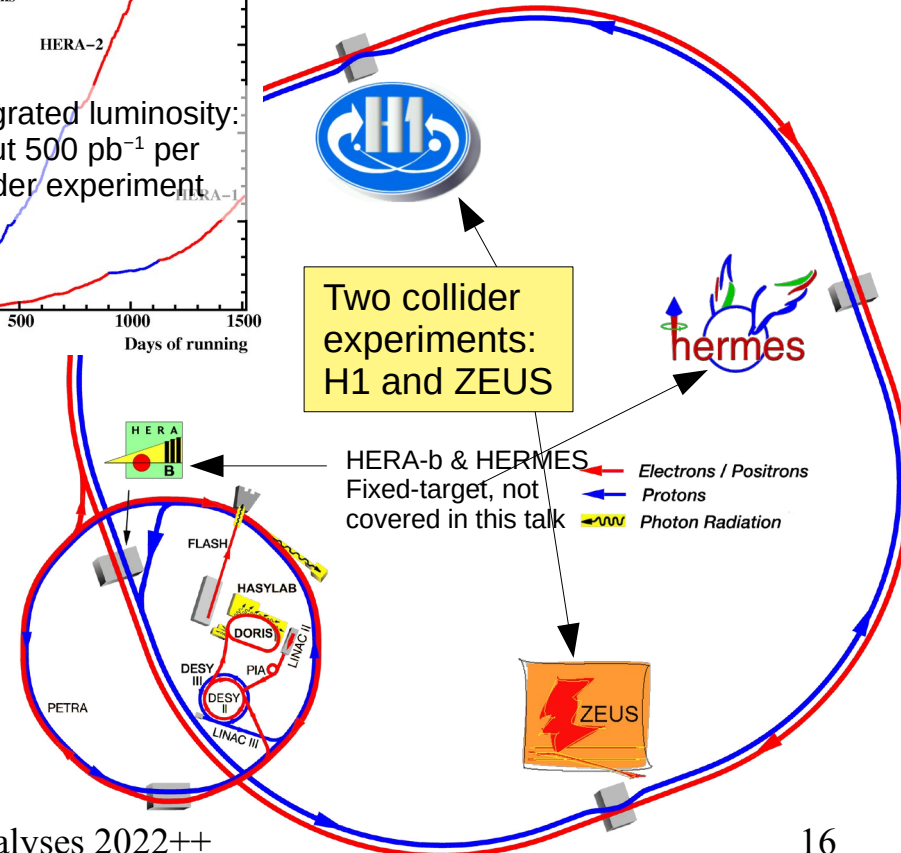 HERA−2
grated luminosity:
ut 500 pb⁻¹ per
der experiment
HERA−1
500 1000 1500
Days of running
H1
Two collider
experiments:
H1 and ZEUS
hermes
HERA
B
HERA-b & HERMES
Fixed-target, not
covered in this talk
Electrons / Positrons
Protons
Photon Radiation
FLASH
HASYLAB
DORIS
LINAC II
PIA
DESY
III
DESY
II
LINAC III
PETRA
ZEUS
alyses 2022++
16